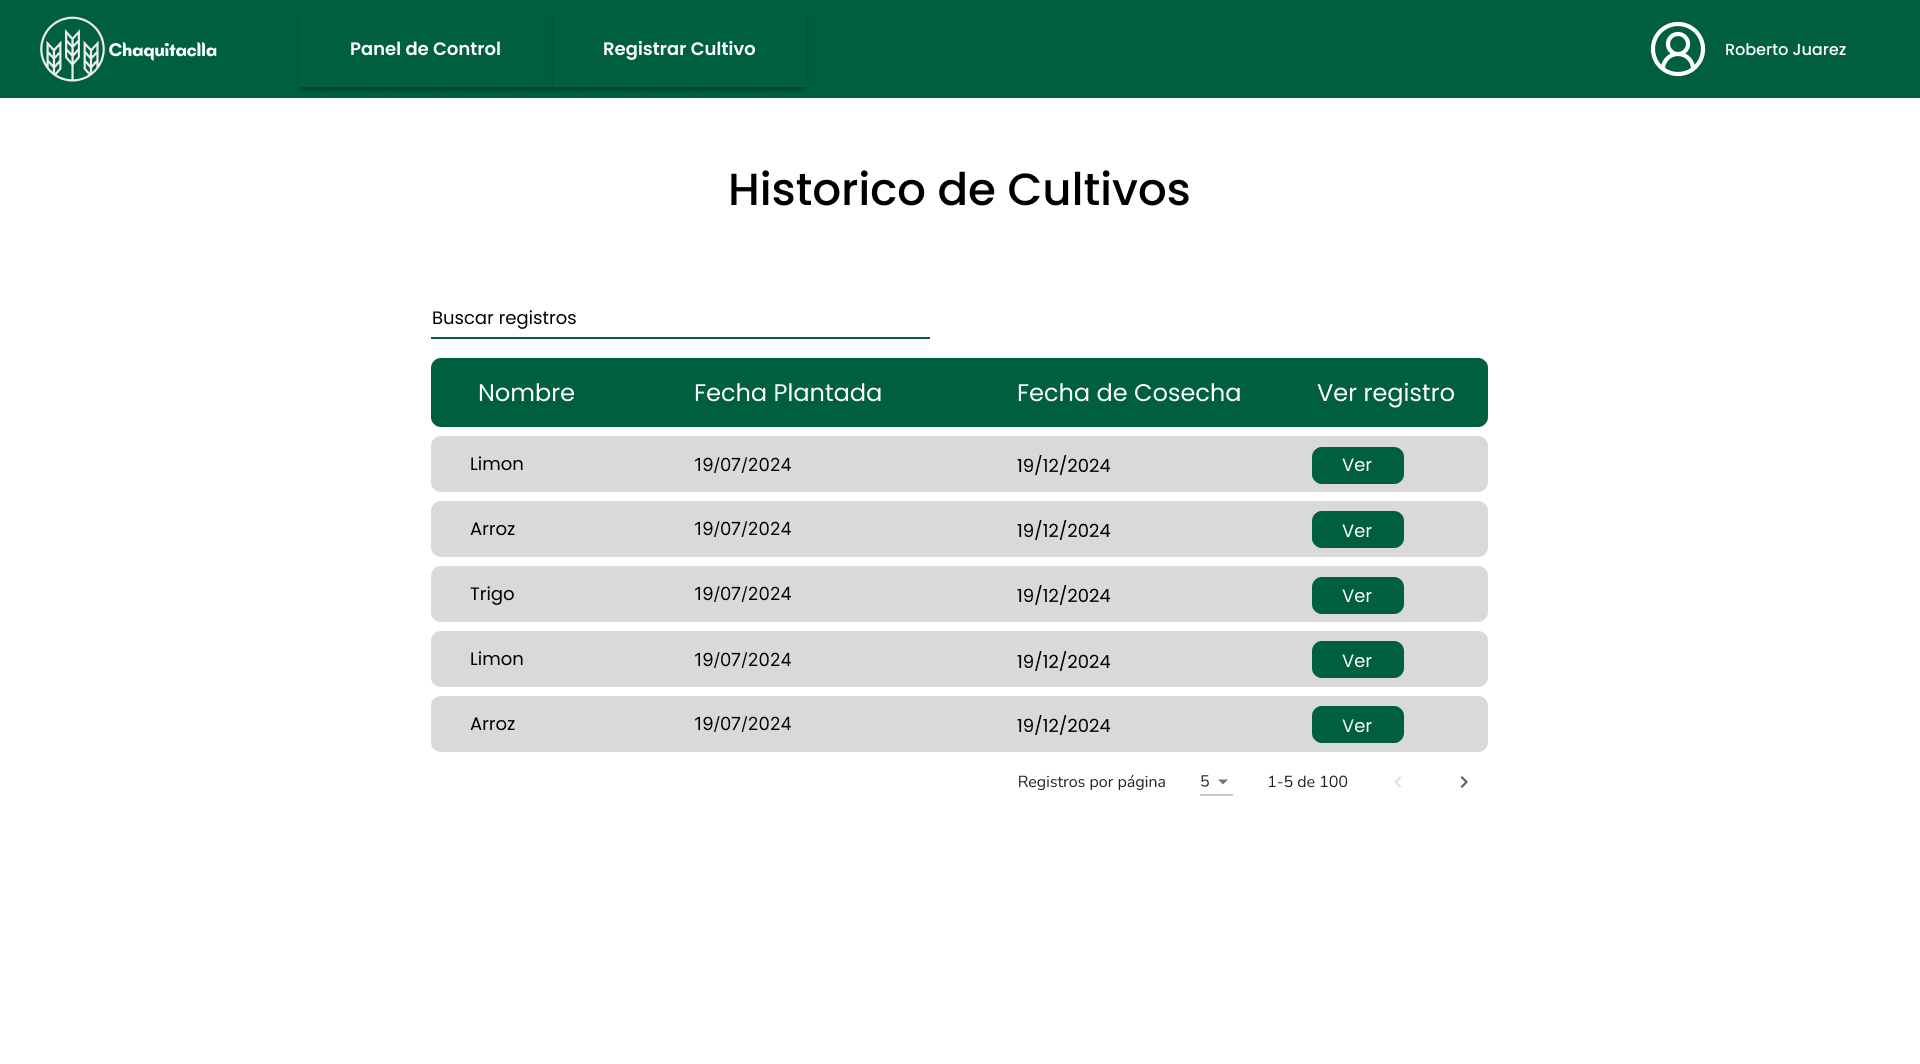 Chaquitaclla
Panel de Control
Registrar Cultivo
Roberto Juarez
Historico de Cultivos
Buscar registros
Nombre Fecha Plantada Fecha de Cosecha Ver registro
Limon 19/07/2024 19/12/2024 Ver
Arroz 19/07/2024 19/12/2024 Ver
Trigo 19/07/2024 19/12/2024 Ver
Limon 19/07/2024 19/12/2024 Ver
Arroz 19/07/2024 19/12/2024 Ver
Registros por página 5 1-5 de 100